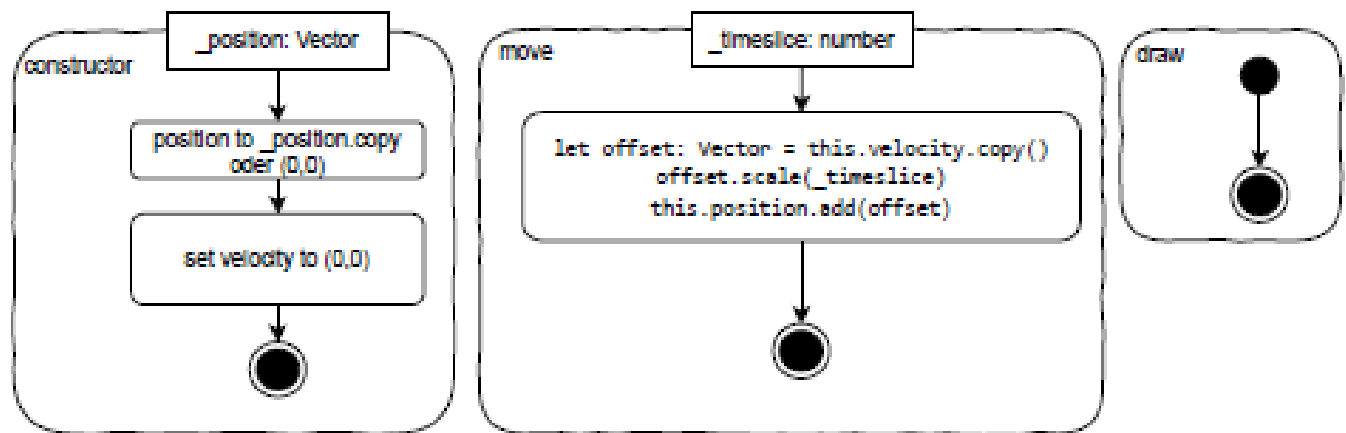 _position: Vector
constructor
position to _position.copy
oder (0,0)
set velocity to (0,0)
_timeslice: number
move
let offset: Vector = this.velocity.copy()
offset.scale(_timeslice)
this.position.add(offset)
draw